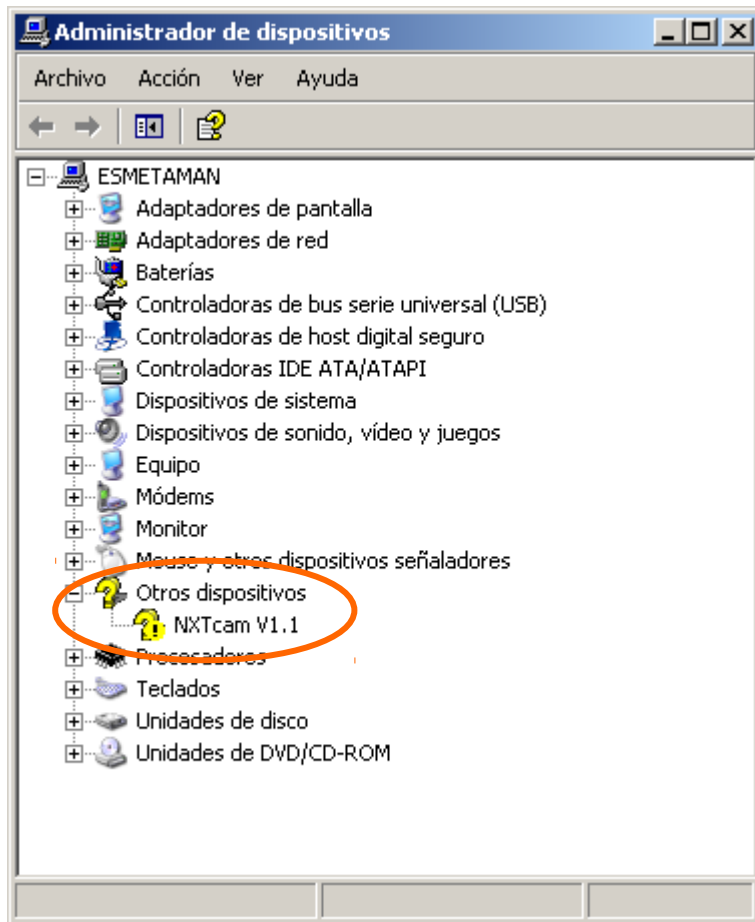 Administrador de dispositivos
Archivo Acción Ver Ayuda
ESMETAMAN
Adaptadores de pantalla
Adaptadores de red
Baterías
Controladoras de bus serie universal (USB)
Controladoras de host digital seguro
Controladoras IDE ATA/ATAPI
Dispositivos de sistema
Dispositivos de sonido, vídeo y juegos
Equipo
Módems
Monitor
Mouse y otros dispositivos señaladores
Otros dispositivos
NXTcam V1.1
Procesadores
Teclados
Unidades de disco
Unidades de DVD/CD-ROM